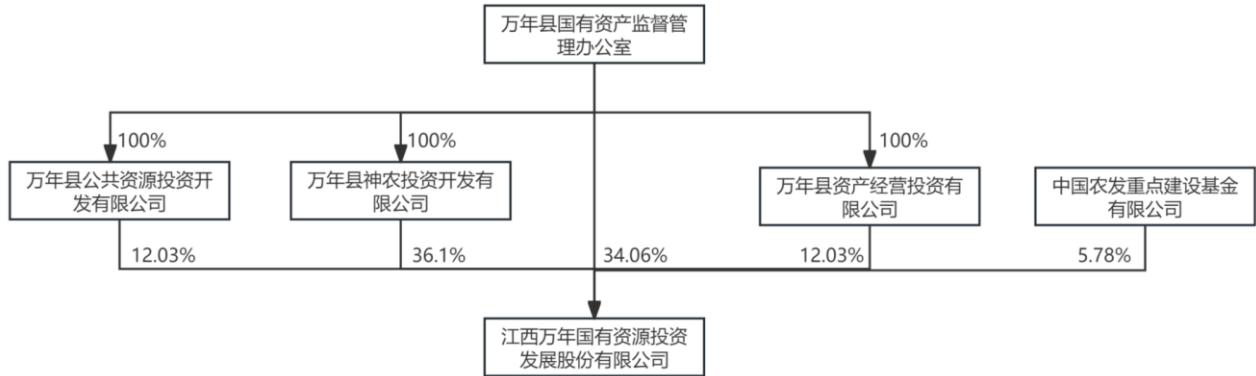 万年县国有资产监督管
理办公室
100%
100%
100%
万年县公共资源投资开
发有限公司
万年县神农投资开发有
限公司
万年县资产经营投资有
限公司
中国农发重点建设基金
有限公司
12.03%
36.1%
34.06%
12.03%
5.78%
江西万年国有资源投资
发展股份有限公司